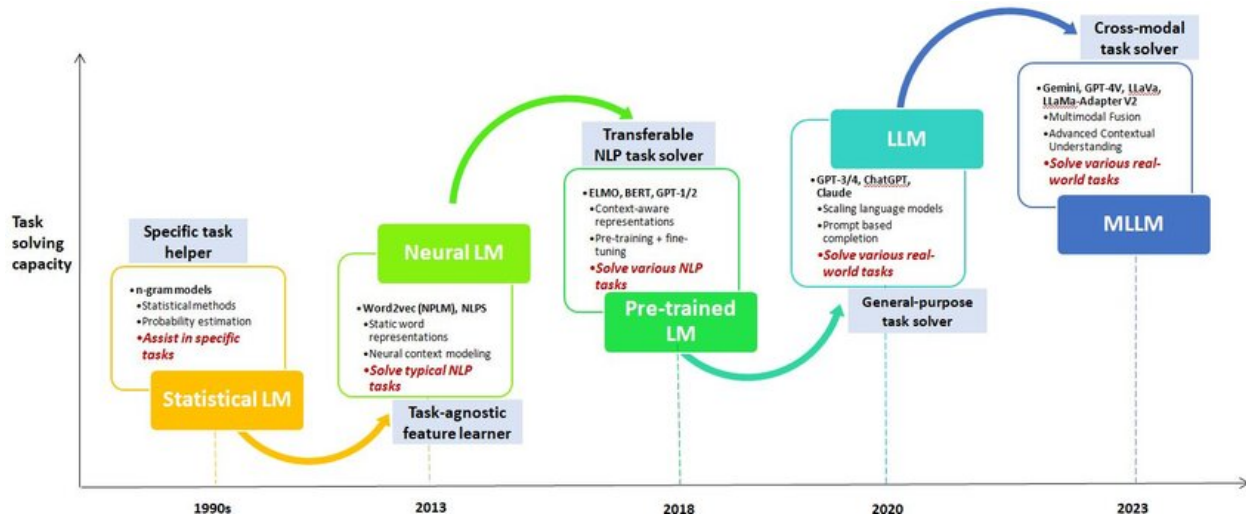 Task
solving
capacity
Specific task
helper
•n-gram models
•Statistical methods
•Probability estimation
•Assist in specific
tasks
Statistical LM
1990s
Neural LM
•Word2vec (NPLM), NLPS
•Static word
representations
•Neural context modeling
•Solve typical NLP
tasks
Task-agnostic
feature learner
2013
Transferable
NLP task solver
•ELMO, BERT, GPT-1/2
•Context-aware
representations
•Pre-training + fine-
tuning
•Solve various NLP
tasks
Pre-trained
LM
2018
LLM
•GPT-3/4, ChatGPT,
Claude
•Scaling language models
•Prompt based
completion
•Solve various real-
world tasks
General-purpose
task solver
2020
Cross-modal
task solver
•Gemini, GPT-4V, LLaVa,
LLaMa-Adapter V2
•Multimodal Fusion
•Advanced Contextual
Understanding
•Solve various real-
world tasks
MLLM
2023